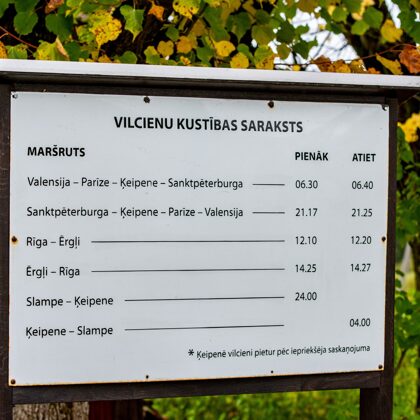 VILCIENU KUSTĪBAS SARAKSTS
MARŠRUTS PIENĀK ATIET
Valensija – Parīze – Ķeipene – Sanktpēterburga 06.30 06.40
Sanktpēterburga – Ķeipene – Parīze – Valensija 21.17 21.25
Rīga – Ērgļi 12.10 12.20
Ērgļi – Rīga 14.25 14.27
Slampe – Ķeipene 24.00
Ķeipene – Slampe 04.00
* Ķeipenē vilcieni pietur pēc iepriekšēja saskaņojuma